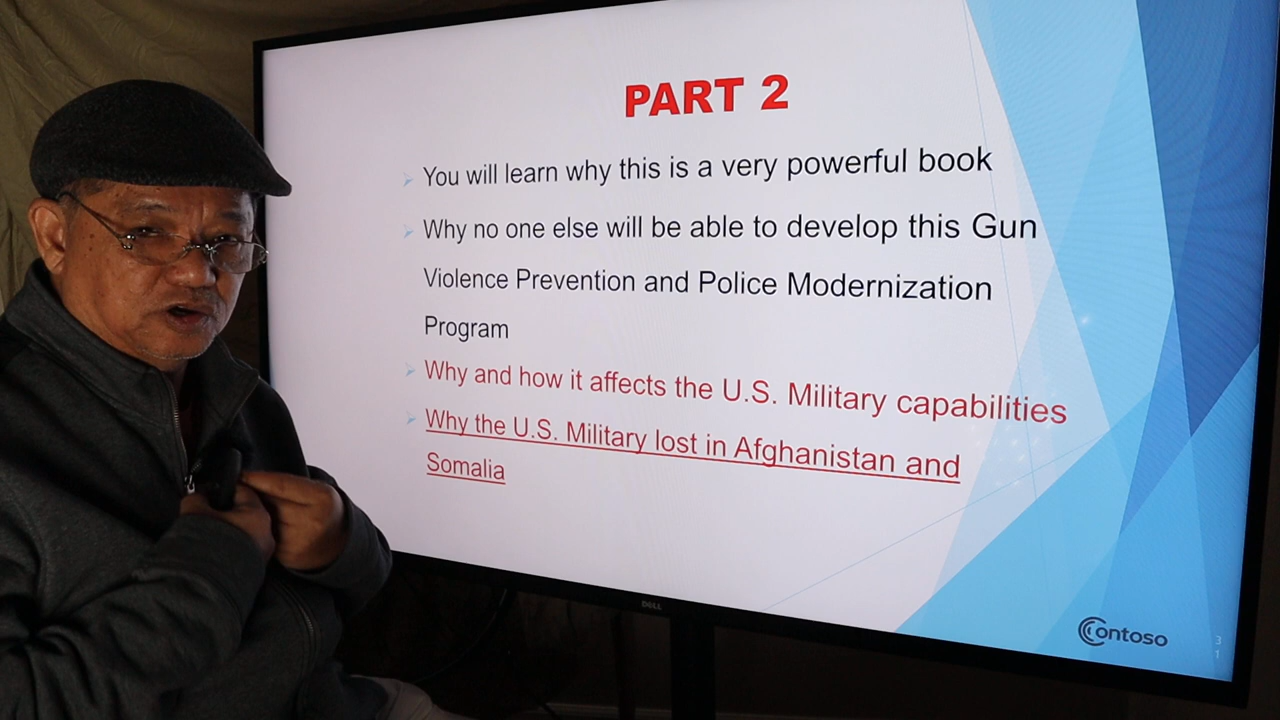 PART 2
You will learn why this is a very powerful book
Why no one else will be able to develop this Gun
Violence Prevention and Police Modernization
Program
Why and how it affects the U.S. Military capabilities
Why the U.S. Military lost in Afghanistan and
Somalia
Contoso
3
1
DELL